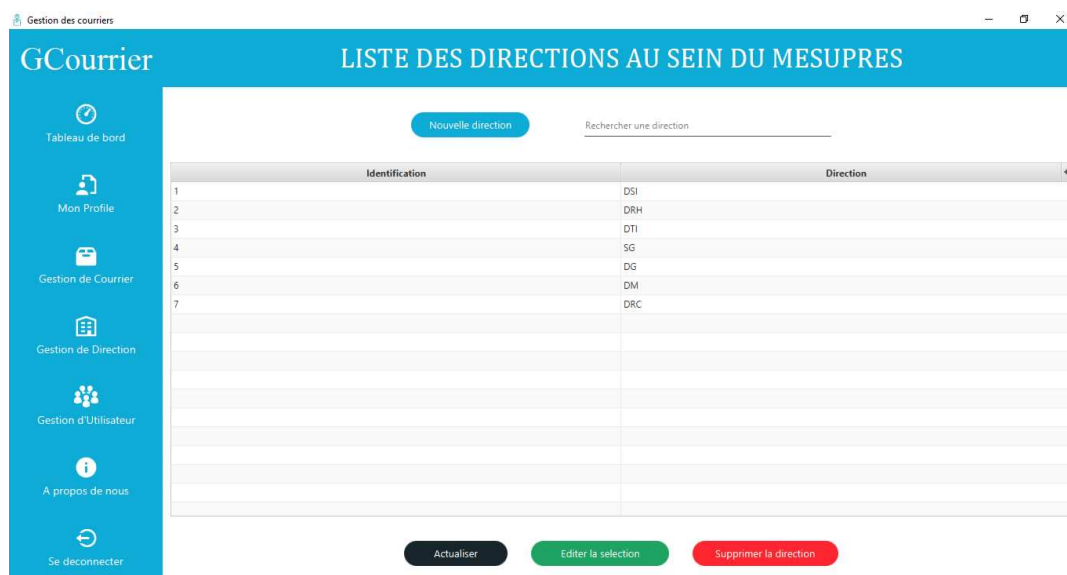 Gestion des courriers
GCourrier
LISTE DES DIRECTIONS AU SEIN DU MESUPRES
Tableau de bord
Mon Profile
Gestion de Courrier
Gestion de Direction
Gestion d'Utilisateur
A propos de nous
Se deconnecter
Nouvelle direction
Rechercher une direction
Identification Direction
1 DSI
2 DRH
3 DTI
4 SG
5 DG
6 DM
7 DRC
Actualiser Editer la selection Supprimer la direction